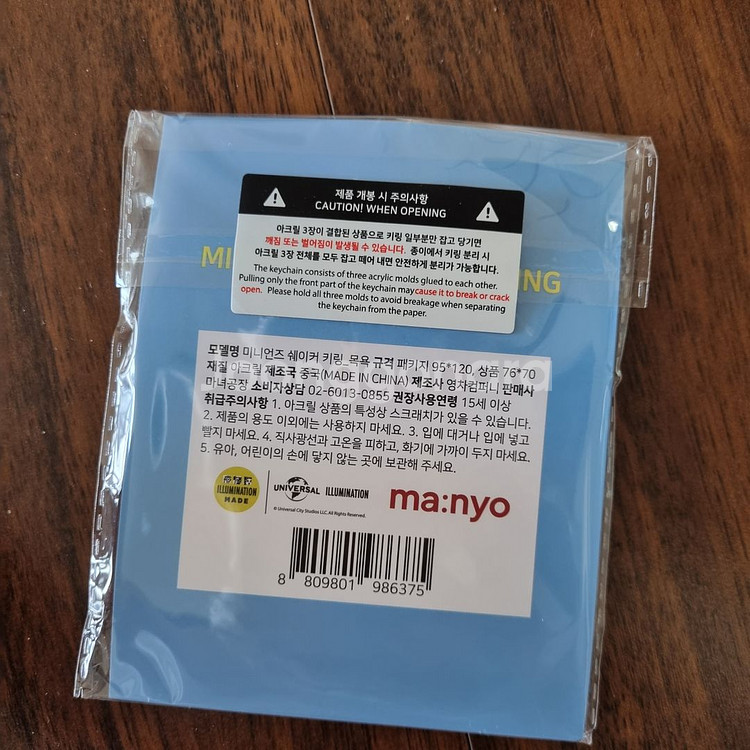 제품 개봉 시 주의사항
CAUTION! WHEN OPENING
아크릴 3장이 결합된 상품으로 키링 일부분만 잡고 당기면
깨짐 또는 벌어짐이 발생될 수 있습니다. 종이에서 키링 분리 시
아크릴 3장 전체를 모두 잡고 떼어 내면 안전하게 분리가 가능합니다.
The keychain consists of three acrylic molds glued to each other.
Pulling only the front part of the keychain may cause it to break or crack
open. Please hold all three molds to avoid breakage when separating
the keychain from the paper.
모델명 미니언즈 쉐이커 키링_목욕 규격 패키지 95*120, 상품 76*70
재질 아크릴 제조국 중국(MADE IN CHINA) 제조사 영차컴퍼니 판매사
마녀공장 소비자상담 02-6013-0855 권장사용연령 15세 이상
취급주의사항 1. 아크릴 상품의 특성상 스크래치가 있을 수 있습니다.
2. 제품의 용도 이외에는 사용하지 마세요. 3. 입에 대거나 입에 넣고
빨지 마세요. 4. 직사광선과 고온을 피하고, 화기에 가까이 두지 마세요.
5. 유아, 어린이의 손에 닿지 않는 곳에 보관해 주세요.
ILLUMINATION
MADE
UNIVERSAL ILLUMINATION
© Universal City Studios LLC. All Rights Reserved.
ma:nyo
8 809801 986375